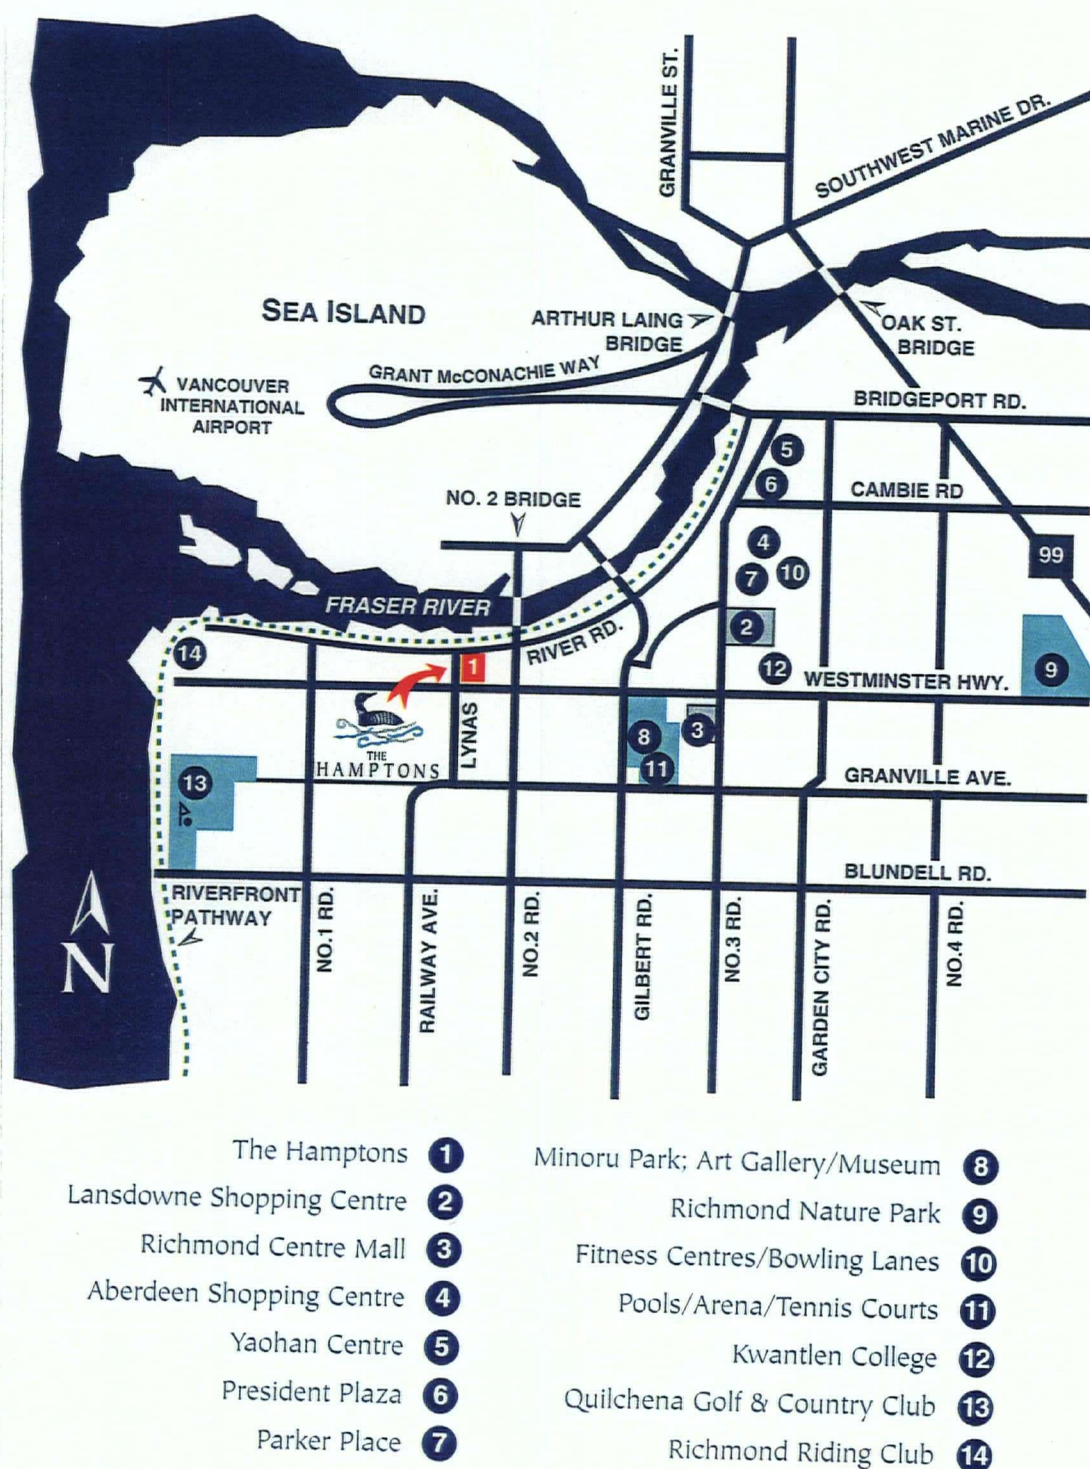 GRANVILLE ST.
SOUTHWEST MARINE DR.
SEA ISLAND
ARTHUR LAING
BRIDGE
OAK ST.
BRIDGE
GRANT McCONACHIE WAY
VANCOUVER
INTERNATIONAL
AIRPORT
BRIDGEPORT RD.
5
6
CAMBIE RD
NO. 2 BRIDGE
4
99
7
10
FRASER RIVER
2
RIVER RD.
14
1
12
9
WESTMINSTER HWY.
LYNAS
8
3
THE
HAMPTONS
11
13
GRANVILLE AVE.
BLUNDELL RD.
RIVERFRONT
PATHWAY
N
NO.1 RD.
RAILWAY AVE.
NO.2 RD.
GILBERT RD.
NO.3 RD.
GARDEN CITY RD.
NO.4 RD.
The Hamptons 1
Lansdowne Shopping Centre 2
Richmond Centre Mall 3
Aberdeen Shopping Centre 4
Yaohan Centre 5
President Plaza 6
Parker Place 7
Minoru Park; Art Gallery/Museum 8
Richmond Nature Park 9
Fitness Centres/Bowling Lanes 10
Pools/Arena/Tennis Courts 11
Kwantlen College 12
Quilchena Golf & Country Club 13
Richmond Riding Club 14